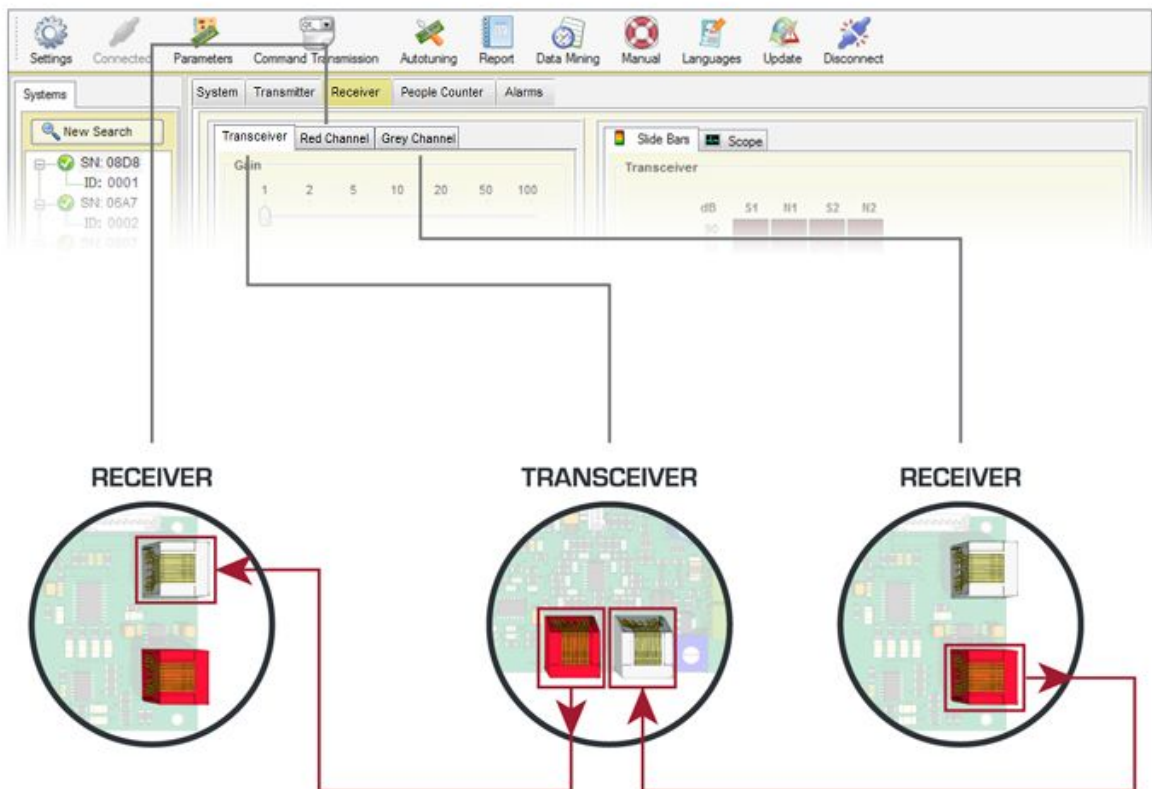 Settings Connected Parameters Command Transmission Autotuning Report Data Mining Manual Languages Update Disconnect
Systems
System Transmitter Receiver People Counter Alarms
New Search
SN: 08D8
ID: 0001
SN: 06A7
ID: 0002
Transceiver Red Channel Grey Channel
Gain
1 2 5 10 20 50 100
Slide Bars Scope
Transceiver
dB S1 N1 S2 N2
90
RECEIVER TRANSCEIVER RECEIVER